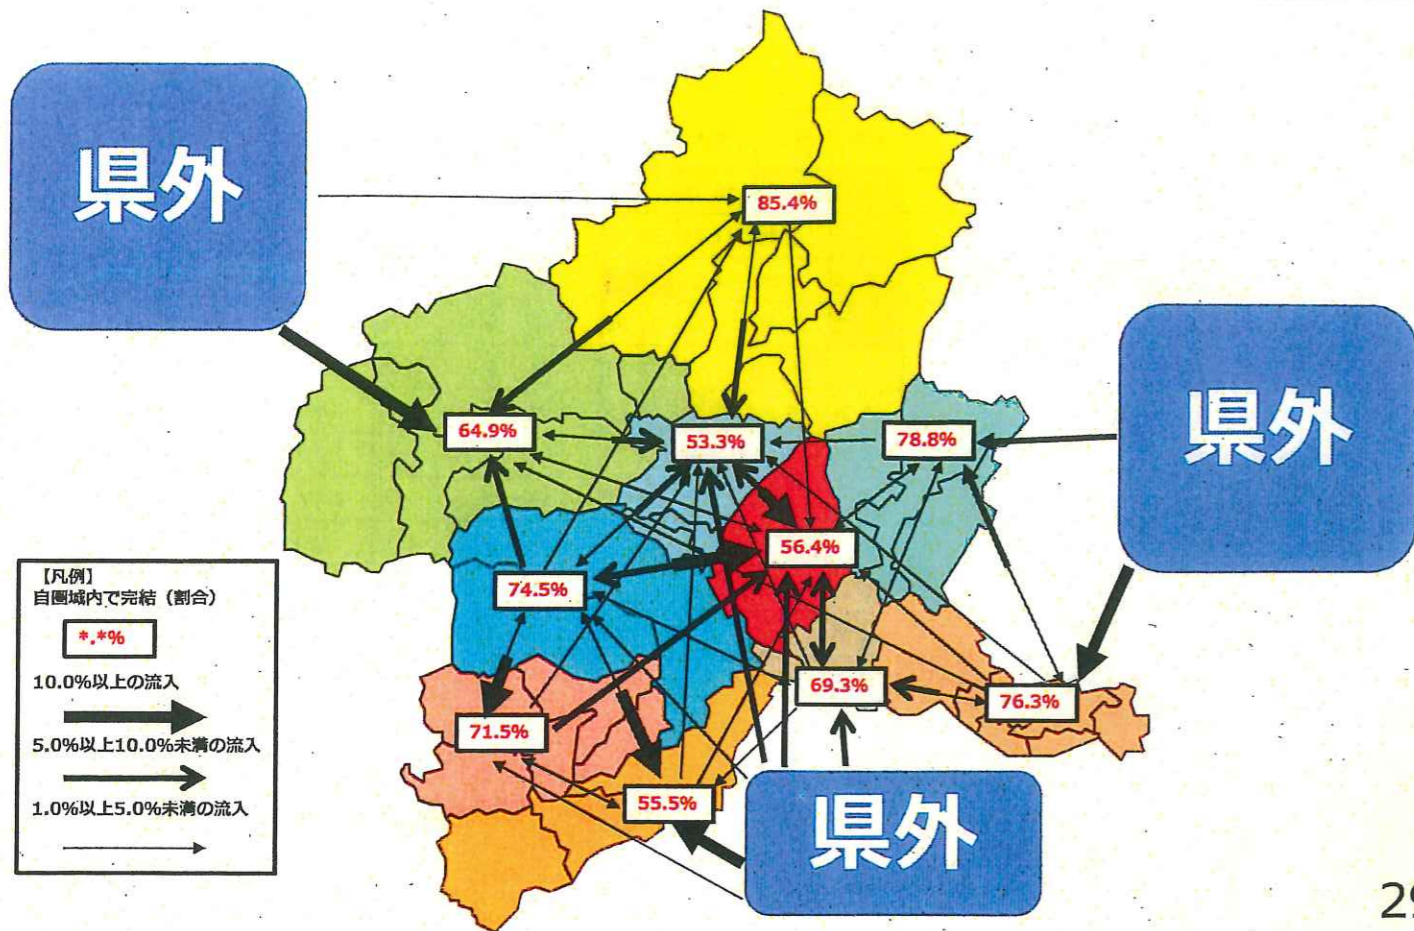 県外
85.4%
県外
64.9%
53.3%
78.8%
56.4%
【凡例】
自圏域内で完結（割合）
*.*%
10.0%以上の流入
5.0%以上10.0%未満の流入
1.0%以上5.0%未満の流入
74.5%
69.3%
76.3%
71.5%
55.5%
県外